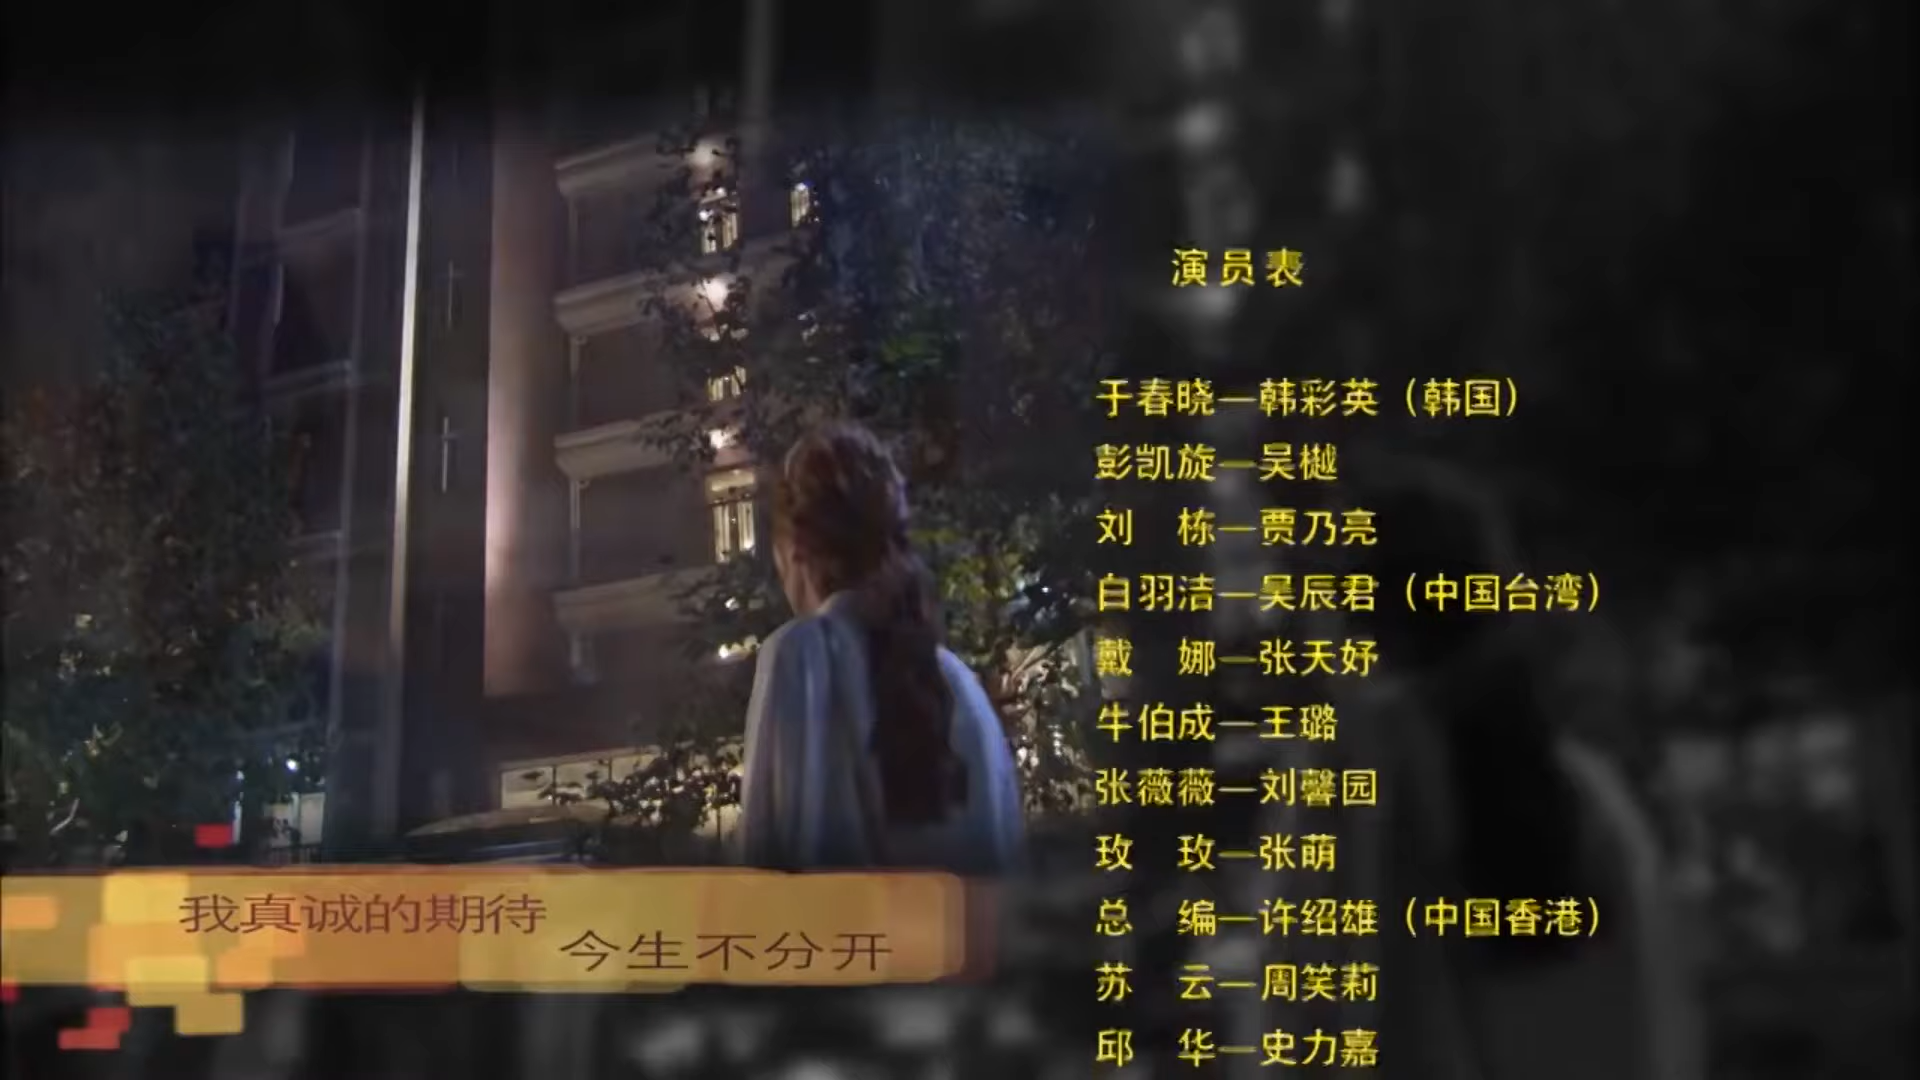 演员表
于春晓—韩彩英（韩国）
彭凯旋—吴樾
刘　栋—贾乃亮
白羽洁—吴辰君（中国台湾）
戴　娜—张天妤
牛伯成—王璐
张薇薇—刘馨园
玫　玫—张萌
总　编—许绍雄（中国香港）
苏　云—周笑莉
邱　华—史力嘉
我真诚的期待
今生不分开